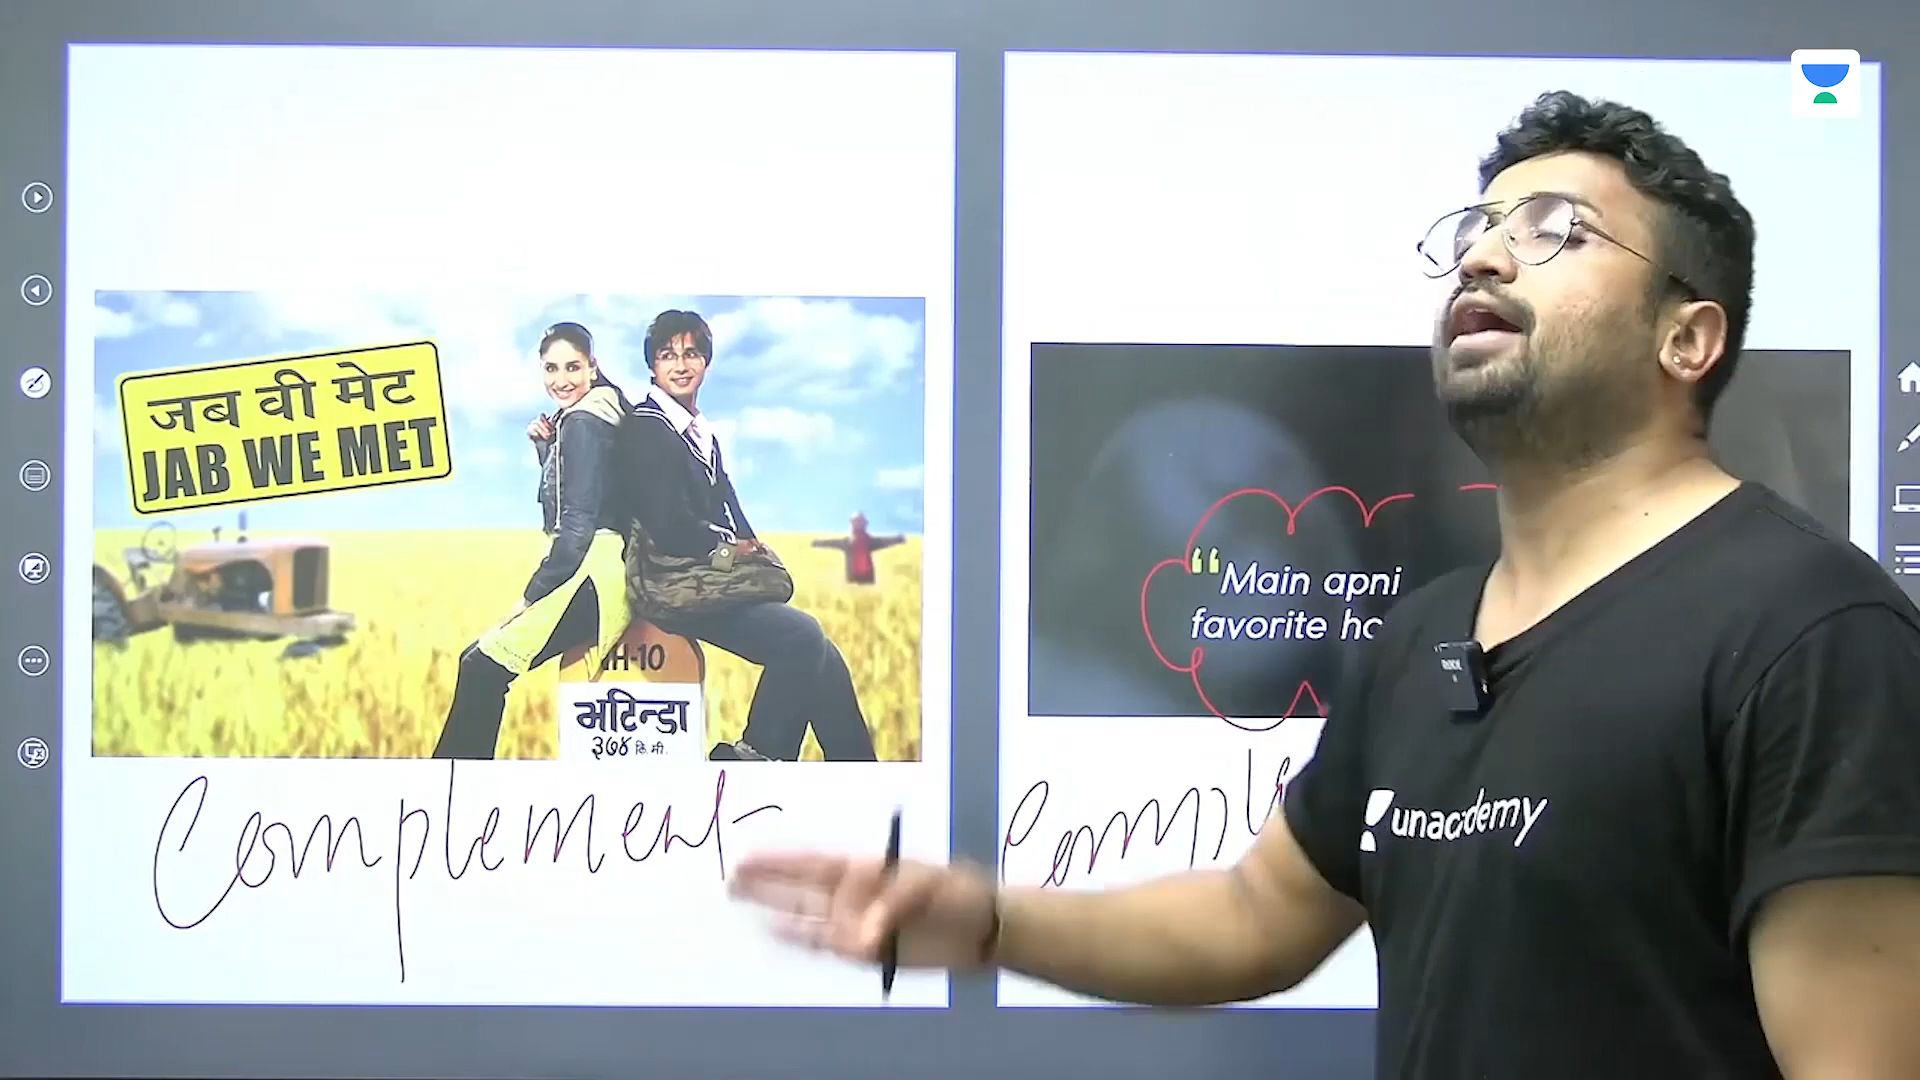 जब वी मेट
JAB WE MET
NH-10
भटिन्डा
३७४ कि.मी.
Complement
“Main apni
favorite
unacademy